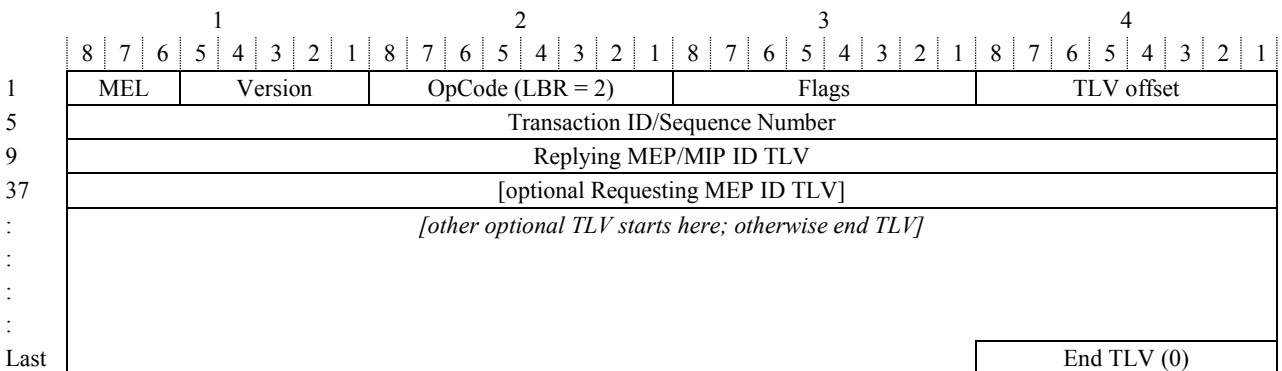 1 2 3 4
8 7 6 5 4 3 2 1 8 7 6 5 4 3 2 1 8 7 6 5 4 3 2 1 8 7 6 5 4 3 2 1
1 MEL Version OpCode (LBR = 2) Flags TLV offset
5 Transaction ID/Sequence Number
9 Replying MEP/MIP ID TLV
37 [optional Requesting MEP ID TLV]
: [other optional TLV starts here; otherwise end TLV]
:
:
:
Last End TLV (0)